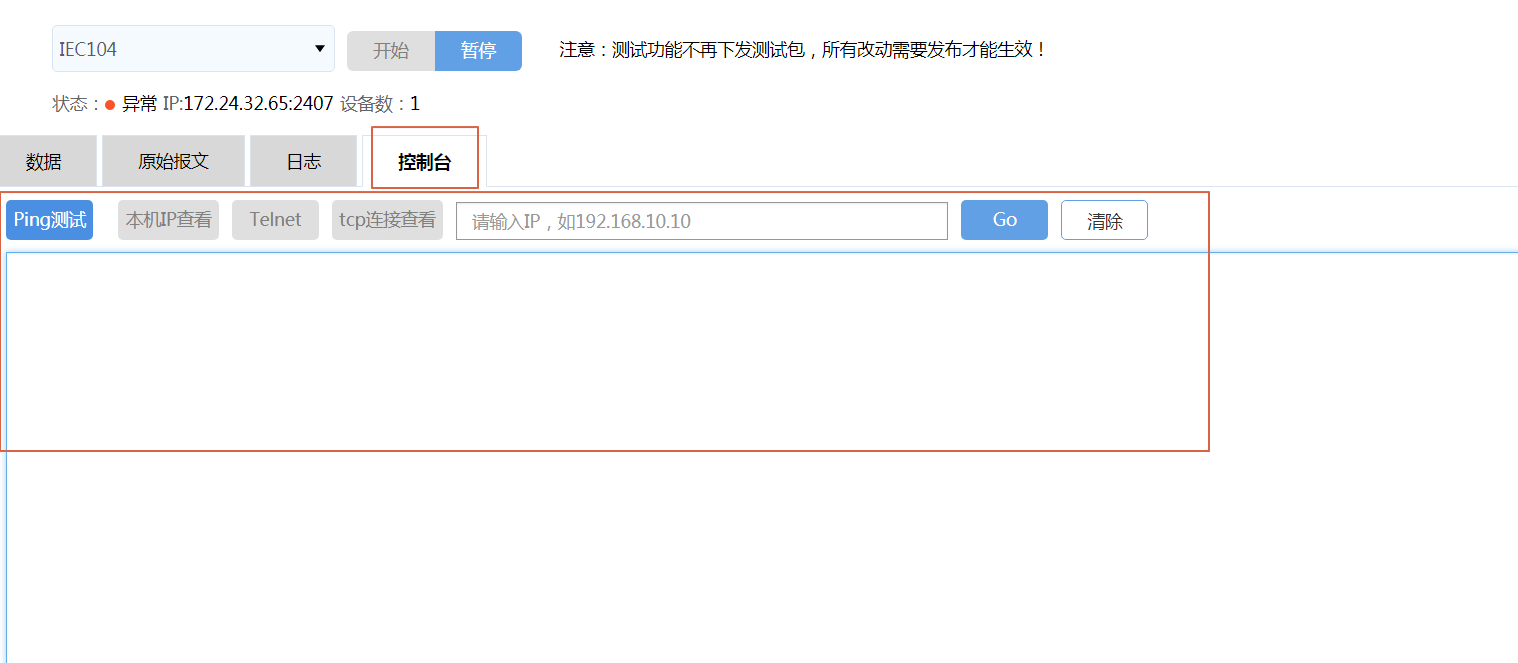 IEC104 开始 暂停 注意：测试功能不再下发测试包，所有改动需要发布才能生效！
状态： 异常 IP:172.24.32.65:2407 设备数：1
数据 原始报文 日志 控制台
Ping测试 本机IP查看 Telnet tcp连接查看 请输入IP，如192.168.10.10 Go 清除